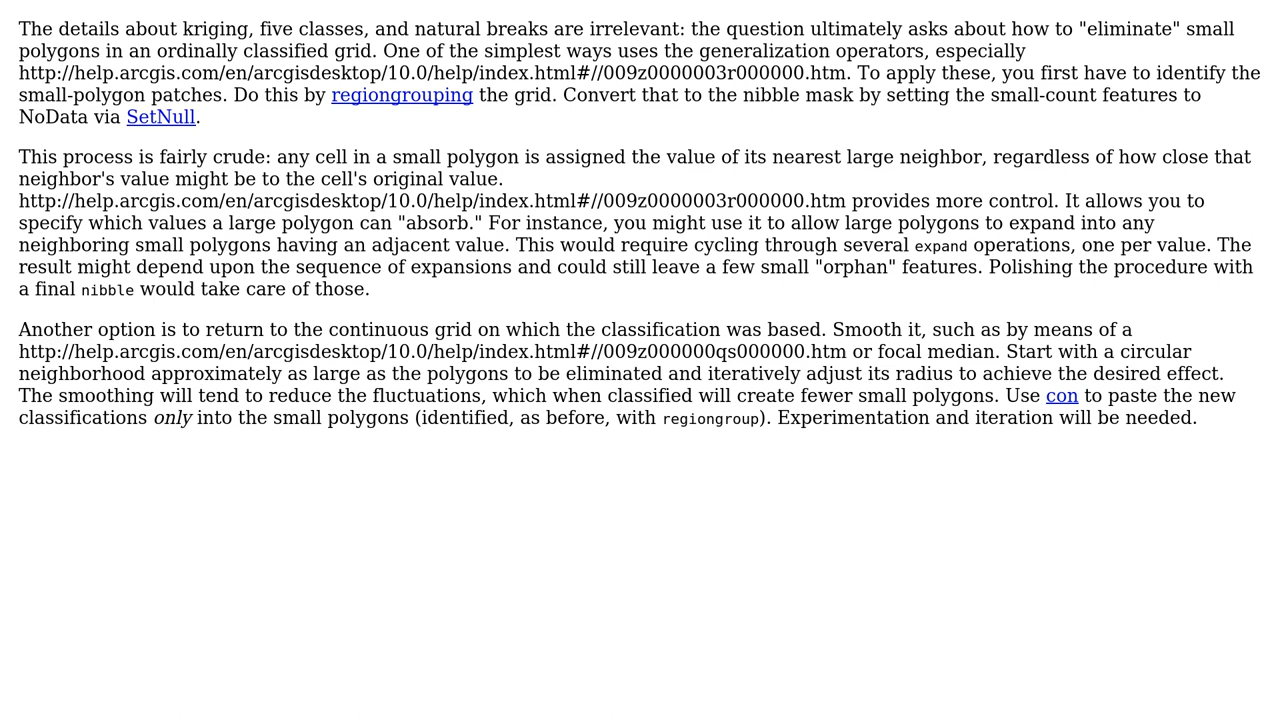 The details about kriging, five classes, and natural breaks are irrelevant: the question ultimately asks about how to "eliminate" small
polygons in an ordinally classified grid. One of the simplest ways uses the generalization operators, especially
http://help.arcgis.com/en/arcgisdesktop/10.0/help/index.html#//009z0000003r000000.htm. To apply these, you first have to identify the
small-polygon patches. Do this by regiongrouping the grid. Convert that to the nibble mask by setting the small-count features to
NoData via SetNull.
This process is fairly crude: any cell in a small polygon is assigned the value of its nearest large neighbor, regardless of how close that
neighbor's value might be to the cell's original value.
http://help.arcgis.com/en/arcgisdesktop/10.0/help/index.html#//009z0000003r000000.htm provides more control. It allows you to
specify which values a large polygon can "absorb." For instance, you might use it to allow large polygons to expand into any
neighboring small polygons having an adjacent value. This would require cycling through several expand operations, one per value. The
result might depend upon the sequence of expansions and could still leave a few small "orphan" features. Polishing the procedure with
a final nibble would take care of those.
Another option is to return to the continuous grid on which the classification was based. Smooth it, such as by means of a
http://help.arcgis.com/en/arcgisdesktop/10.0/help/index.html#//009z000000qs000000.htm or focal median. Start with a circular
neighborhood approximately as large as the polygons to be eliminated and iteratively adjust its radius to achieve the desired effect.
The smoothing will tend to reduce the fluctuations, which when classified will create fewer small polygons. Use con to paste the new
classifications only into the small polygons (identified, as before, with regiongroup). Experimentation and iteration will be needed.